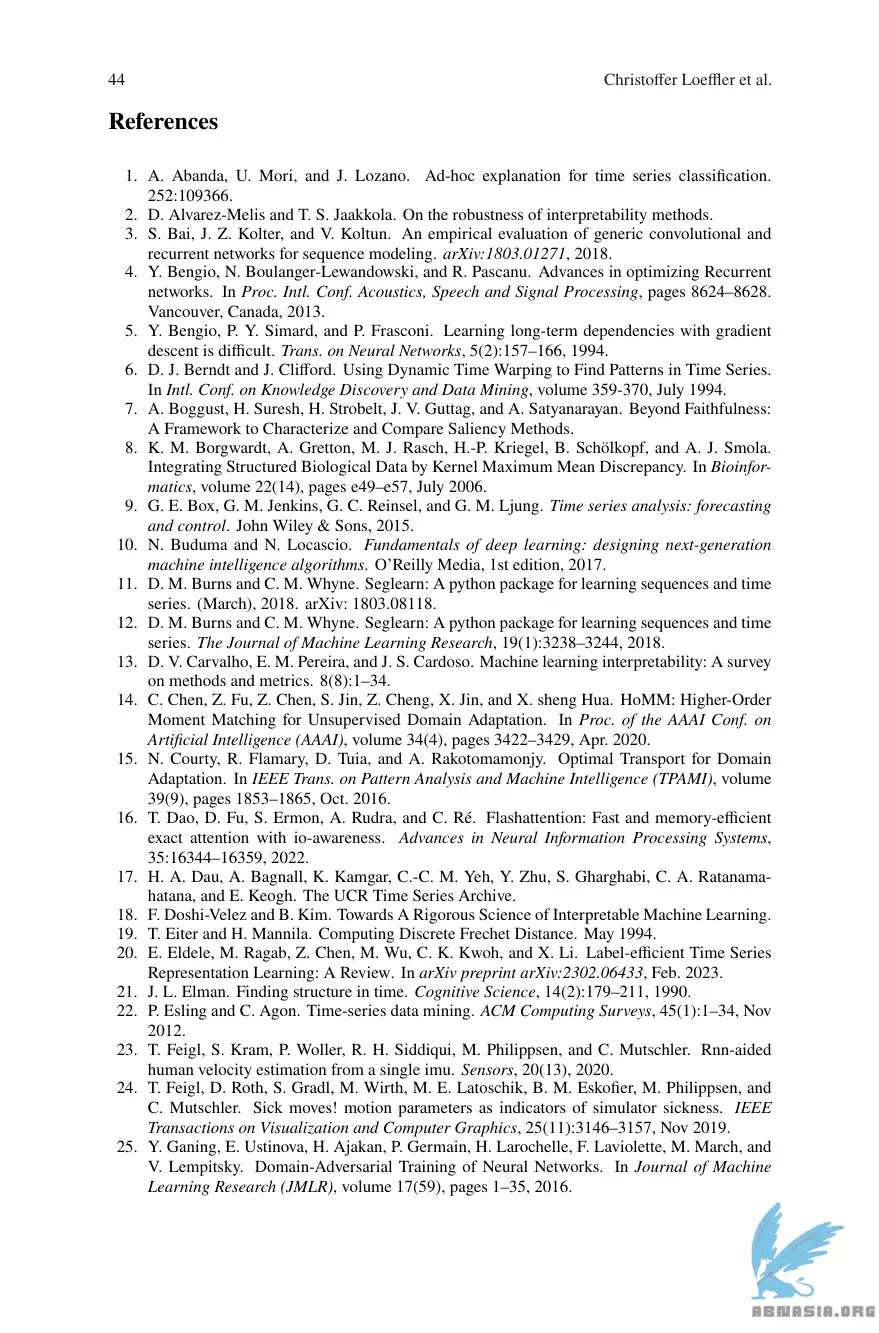 44 Christoffer Loeffler et al.
References
1. A. Abanda, U. Mori, and J. Lozano. Ad-hoc explanation for time series classification.
252:109366.
2. D. Alvarez-Melis and T. S. Jaakkola. On the robustness of interpretability methods.
3. S. Bai, J. Z. Kolter, and V. Koltun. An empirical evaluation of generic convolutional and
recurrent networks for sequence modeling. arXiv:1803.01271, 2018.
4. Y. Bengio, N. Boulanger-Lewandowski, and R. Pascanu. Advances in optimizing Recurrent
networks. In Proc. Intl. Conf. Acoustics, Speech and Signal Processing, pages 8624–8628.
Vancouver, Canada, 2013.
5. Y. Bengio, P. Y. Simard, and P. Frasconi. Learning long-term dependencies with gradient
descent is difficult. Trans. on Neural Networks, 5(2):157–166, 1994.
6. D. J. Berndt and J. Clifford. Using Dynamic Time Warping to Find Patterns in Time Series.
In Intl. Conf. on Knowledge Discovery and Data Mining, volume 359-370, July 1994.
7. A. Boggust, H. Suresh, H. Strobelt, J. V. Guttag, and A. Satyanarayan. Beyond Faithfulness:
A Framework to Characterize and Compare Saliency Methods.
8. K. M. Borgwardt, A. Gretton, M. J. Rasch, H.-P. Kriegel, B. Schölkopf, and A. J. Smola.
Integrating Structured Biological Data by Kernel Maximum Mean Discrepancy. In Bioinfor-
matics, volume 22(14), pages e49–e57, July 2006.
9. G. E. Box, G. M. Jenkins, G. C. Reinsel, and G. M. Ljung. Time series analysis: forecasting
and control. John Wiley & Sons, 2015.
10. N. Buduma and N. Locascio. Fundamentals of deep learning: designing next-generation
machine intelligence algorithms. O'Reilly Media, 1st edition, 2017.
11. D. M. Burns and C. M. Whyne. Seglearn: A python package for learning sequences and time
series. (March), 2018. arXiv: 1803.08118.
12. D. M. Burns and C. M. Whyne. Seglearn: A python package for learning sequences and time
series. The Journal of Machine Learning Research, 19(1):3238–3244, 2018.
13. D. V. Carvalho, E. M. Pereira, and J. S. Cardoso. Machine learning interpretability: A survey
on methods and metrics. 8(8):1–34.
14. C. Chen, Z. Fu, Z. Chen, S. Jin, Z. Cheng, X. Jin, and X. sheng Hua. HoMM: Higher-Order
Moment Matching for Unsupervised Domain Adaptation. In Proc. of the AAAI Conf. on
Artificial Intelligence (AAAI), volume 34(4), pages 3422–3429, Apr. 2020.
15. N. Courty, R. Flamary, D. Tuia, and A. Rakotomamonjy. Optimal Transport for Domain
Adaptation. In IEEE Trans. on Pattern Analysis and Machine Intelligence (TPAMI), volume
39(9), pages 1853–1865, Oct. 2016.
16. T. Dao, D. Fu, S. Ermon, A. Rudra, and C. Ré. Flashattention: Fast and memory-efficient
exact attention with io-awareness. Advances in Neural Information Processing Systems,
35:16344–16359, 2022.
17. H. A. Dau, A. Bagnall, K. Kamgar, C.-C. M. Yeh, Y. Zhu, S. Gharghabi, C. A. Ratanama-
hatana, and E. Keogh. The UCR Time Series Archive.
18. F. Doshi-Velez and B. Kim. Towards A Rigorous Science of Interpretable Machine Learning.
19. T. Eiter and H. Mannila. Computing Discrete Frechet Distance. May 1994.
20. E. Eldele, M. Ragab, Z. Chen, M. Wu, C. K. Kwoh, and X. Li. Label-efficient Time Series
Representation Learning: A Review. In arXiv preprint arXiv:2302.06433, Feb. 2023.
21. J. L. Elman. Finding structure in time. Cognitive Science, 14(2):179–211, 1990.
22. P. Esling and C. Agon. Time-series data mining. ACM Computing Surveys, 45(1):1–34, Nov
2012.
23. T. Feigl, S. Kram, P. Woller, R. H. Siddiqui, M. Philippsen, and C. Mutschler. Rnn-aided
human velocity estimation from a single imu. Sensors, 20(13), 2020.
24. T. Feigl, D. Roth, S. Gradl, M. Wirth, M. E. Latoschik, B. M. Eskofier, M. Philippsen, and
C. Mutschler. Sick moves! motion parameters as indicators of simulator sickness. IEEE
Transactions on Visualization and Computer Graphics, 25(11):3146–3157, Nov 2019.
25. Y. Ganing, E. Ustinova, H. Ajakan, P. Germain, H. Larochelle, F. Laviolette, M. March, and
V. Lempitsky. Domain-Adversarial Training of Neural Networks. In Journal of Machine
Learning Research (JMLR), volume 17(59), pages 1–35, 2016.
ABNASIA.ORG